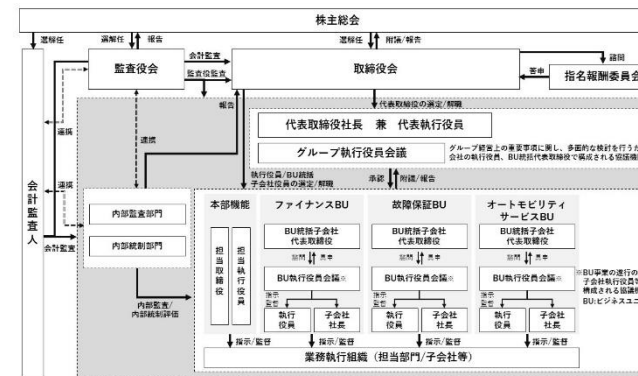 株主総会
選解任
選解任
報告
選解任
附議/報告
監査役会
会計監査
監査役監査
取締役会
諮問
答申
指名報酬委員会
報告
代表取締役の選定/解職
代表取締役社長 兼 代表執行役員
グループ執行役員会議
グループ経営上の重要事項に関し、多面的な検討を行うた
会社の執行役員、BU統括代表取締役で構成される協議機
連携
連携
連携
執行役員/BU統括
子会社役員の選定/解職
承認
附議/報告
会計監査人
会計監査
内部監査部門
内部統制部門
内部監査/
内部統制評価
本部機能
担当取締役
担当執行役員
ファイナンスBU
BU統括子会社
代表取締役
諮問
具申
BU執行役員会議※
指示
監督
執行
役員
子会社
社長
故障保証BU
BU統括子会社
代表取締役
諮問
具申
BU執行役員会議※
指示
監督
執行
役員
子会社
社長
オートモビリティ
サービスBU
BU統括子会社
代表取締役
諮問
具申
BU執行役員会議※
指示
監督
執行
役員
子会社
社長
※BU事業の遂行の
子会社執行役員等
構成される協議機
BU:ビジネスユニ
指示/監督
指示/監督
指示/監督
指示/監督
業務執行組織(担当部門/子会社等)